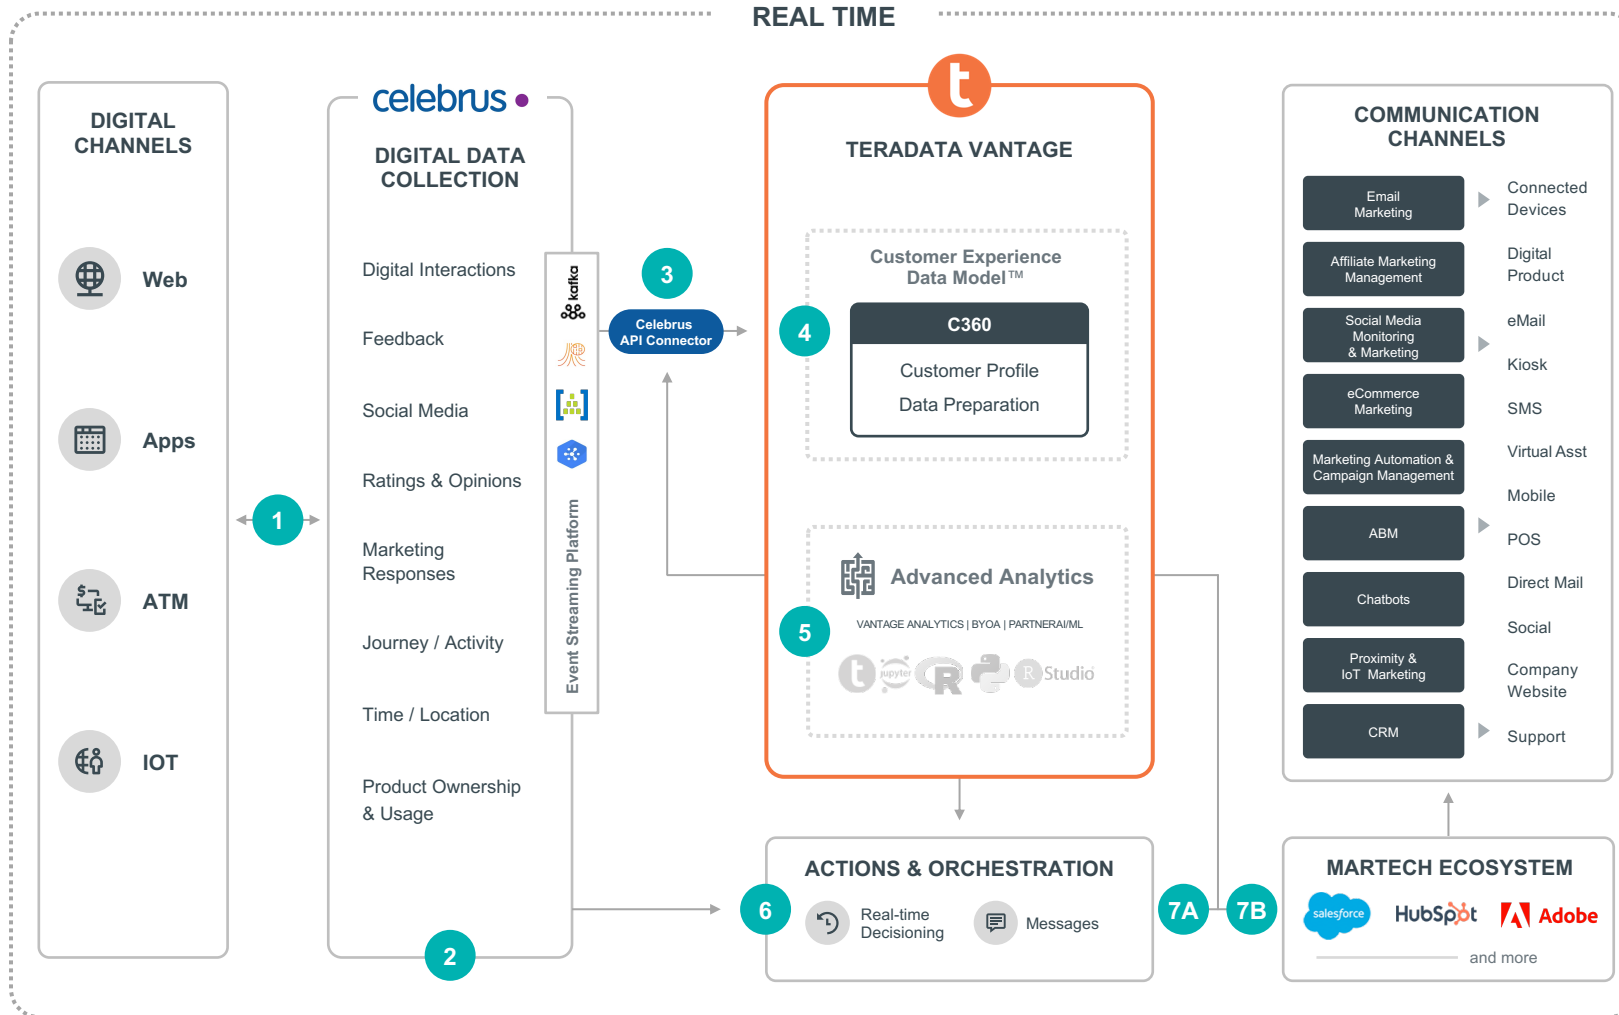 REAL TIME
DIGITAL
CHANNELS
Web
Apps
ATM
IOT
1
celebrus
DIGITAL DATA
COLLECTION
Digital Interactions
Feedback
Social Media
Ratings & Opinions
Marketing
Responses
Journey / Activity
Time / Location
Product Ownership
& Usage
2
kafka
Event Streaming Platform
3
Celebrus
API Connector
t
TERADATA VANTAGE
Customer Experience
Data Model™
4
C360
Customer Profile
Data Preparation
Advanced Analytics
5
VANTAGE ANALYTICS | BYOA | PARTNERAI/ML
t
jupyter
R
R Studio
ACTIONS & ORCHESTRATION
6
Real-time
Decisioning
Messages
7A
7B
COMMUNICATION
CHANNELS
Email
Marketing
Affiliate Marketing
Management
Social Media
Monitoring
& Marketing
eCommerce
Marketing
Marketing Automation &
Campaign Management
ABM
Chatbots
Proximity &
IoT Marketing
CRM
Connected
Devices
Digital
Product
eMail
Kiosk
SMS
Virtual Asst
Mobile
POS
Direct Mail
Social
Company
Website
Support
MARTECH ECOSYSTEM
salesforce
HubSpot
Adobe
and more